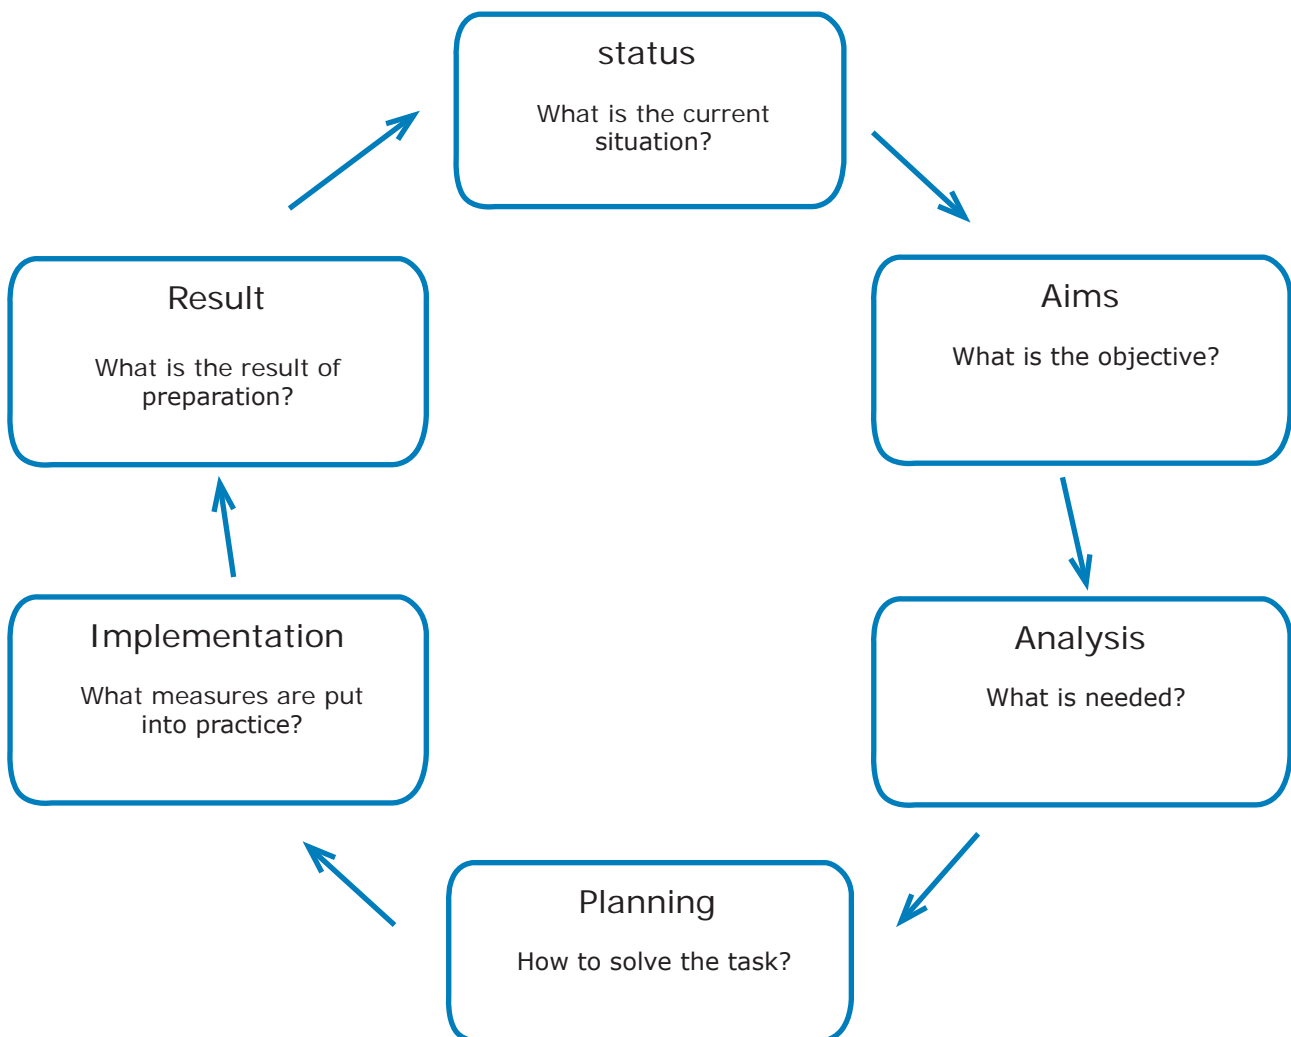 status
What is the current
situation?
Aims
What is the objective?
Analysis
What is needed?
Planning
How to solve the task?
Implementation
What measures are put
into practice?
Result
What is the result of
preparation?